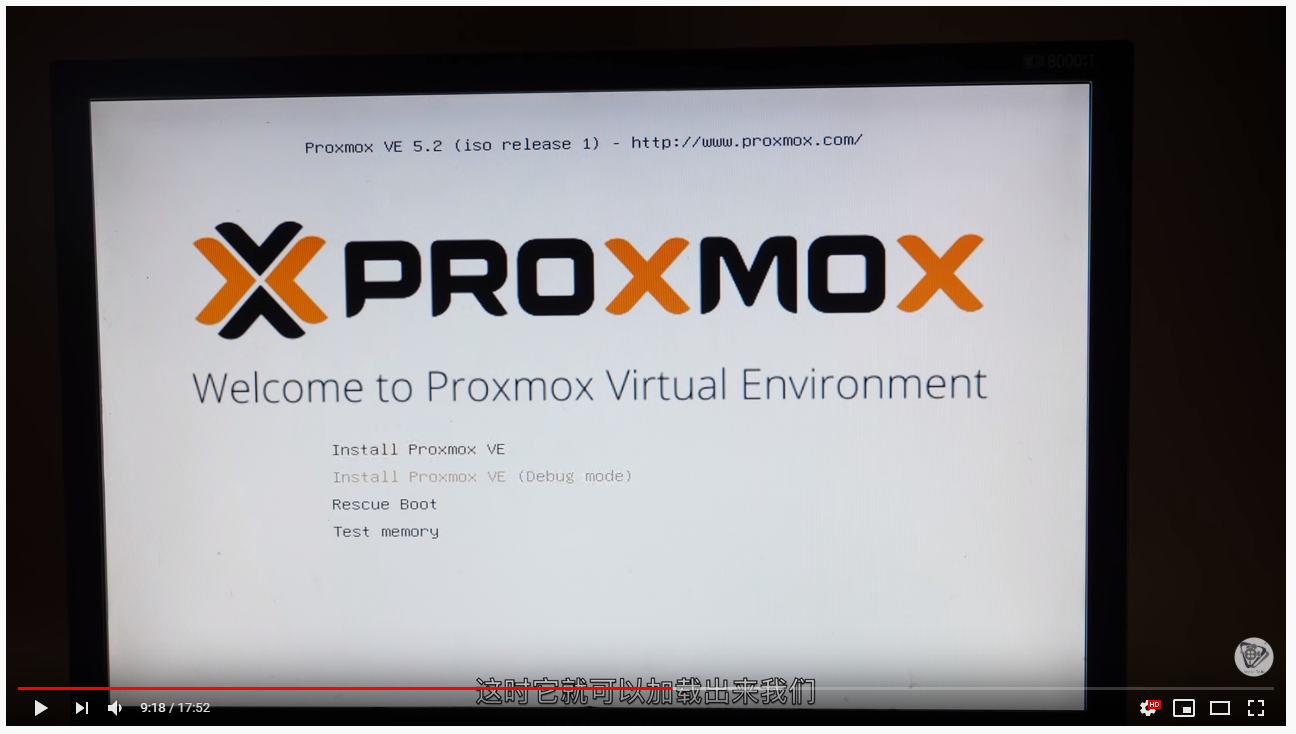 8000:1
Proxmox VE 5.2 (iso release 1) - http://www.proxmox.com/
PROXMOX
Welcome to Proxmox Virtual Environment
Install Proxmox VE
Install Proxmox VE (Debug mode)
Rescue Boot
Test memory
这时它就可以加载出来我们
9:18 / 17:52
HD